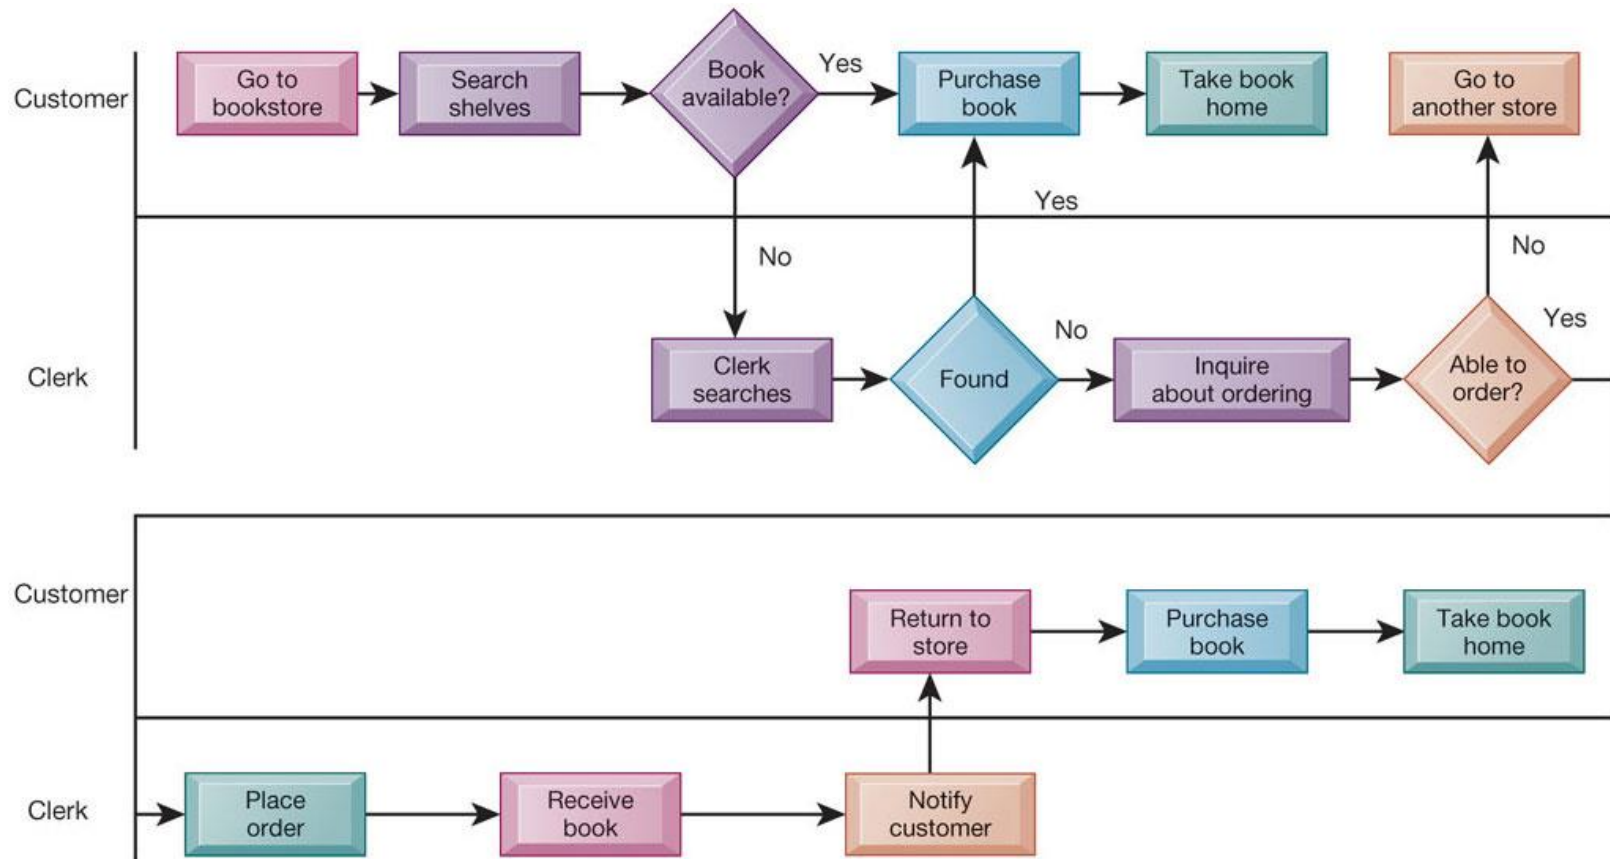 Customer
Go to
bookstore
Search
shelves
Book
available?
Yes
Purchase
book
Take book
home
Go to
another store
Yes
No
No
Clerk
Clerk
searches
Found
No
Inquire
about ordering
Able to
order?
Yes
Customer
Return to
store
Purchase
book
Take book
home
Clerk
Place
order
Receive
book
Notify
customer